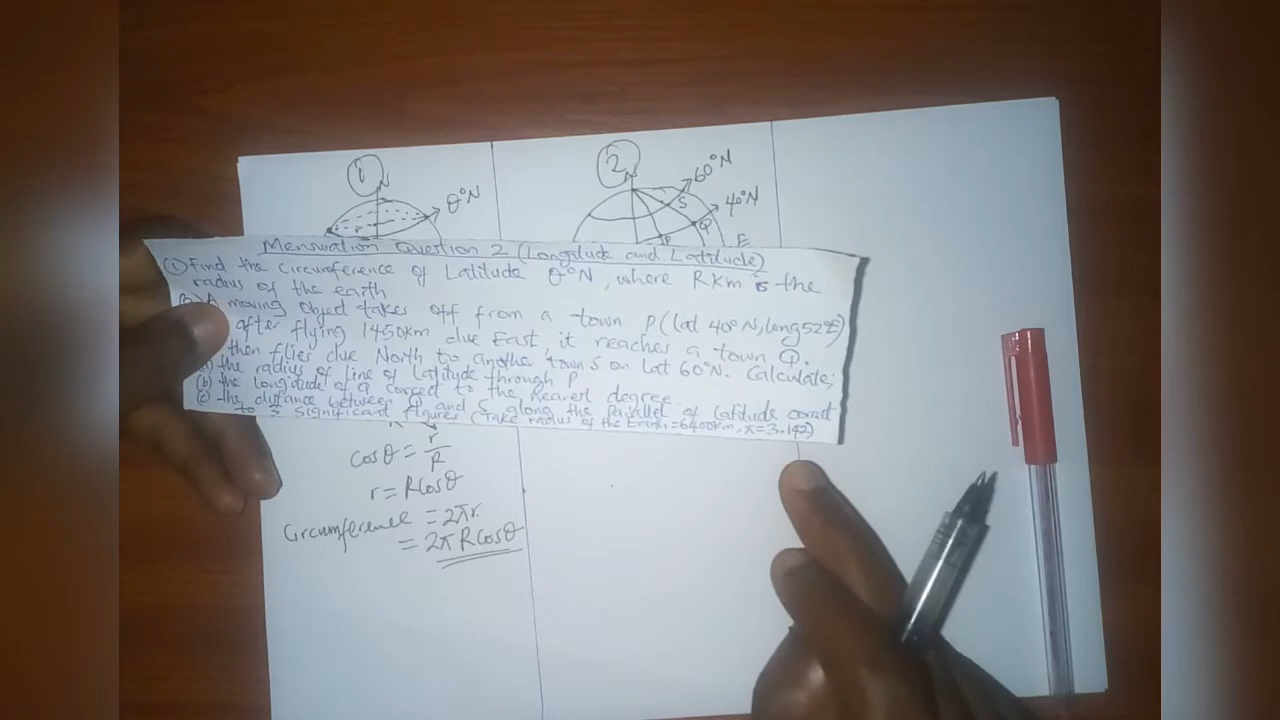 1
N
θ°N
2
N
60°N
S
40°N
Q
P
E
Mensuration Question 2 (Longitude and Latitude)
① Find the circumference of Latitude θ°N, where R km is the
radius of the earth
② A moving object takes off from a town P(lat 40°N, long 52°E)
after flying 1450km due East, it reaches a town Q.
then flies due North to another town S on lat 60°N. Calculate;
(a) the radius of line of latitude through P
(b) the longitude of Q correct to the nearest degree
(c) the distance between Q and S along the parallel of latitude correct
to 3 significant figures (Take radius of the Earth = 6400km, π=3.142)
cosθ = r/R
r = Rcosθ
Circumference = 2πr
= 2πRcosθ